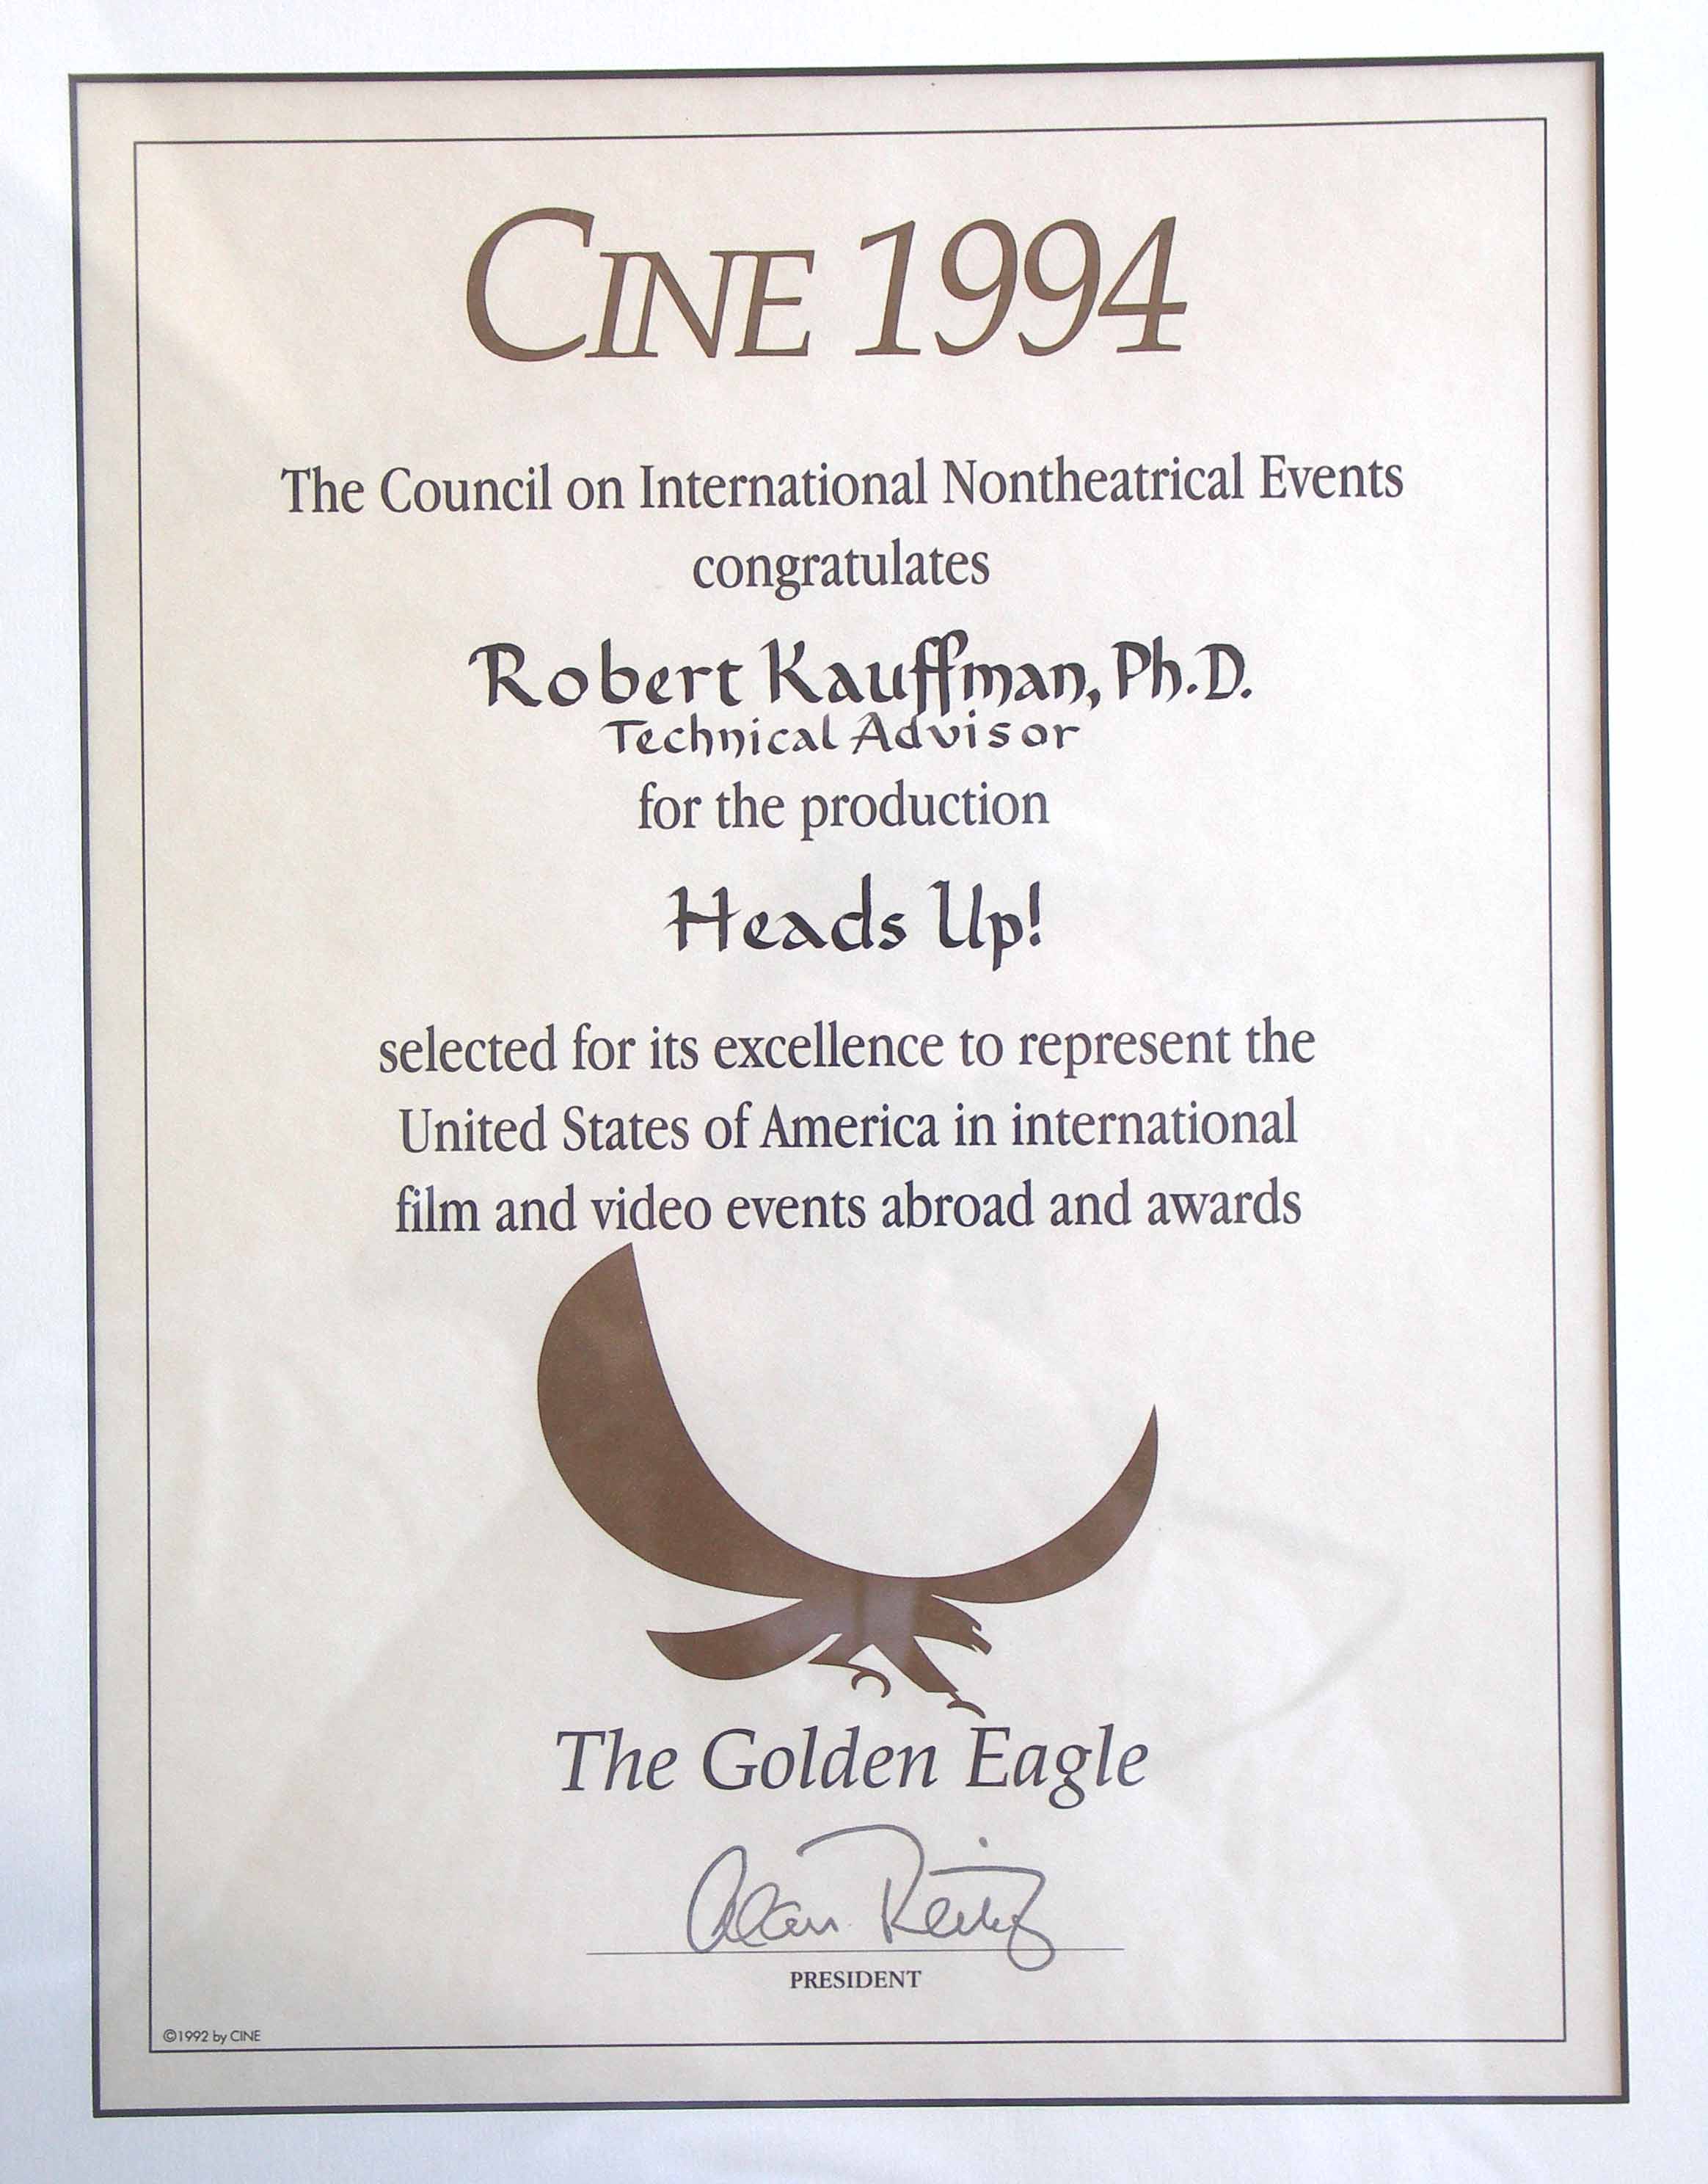 CINE 1994
The Council on International Nontheatrical Events
congratulates
Robert Kauffman, Ph.D.
Technical Advisor
for the production
Heads Up!
selected for its excellence to represent the
United States of America in international
film and video events abroad and awards
The Golden Eagle
Alan
PRESIDENT
©1992 by CINE